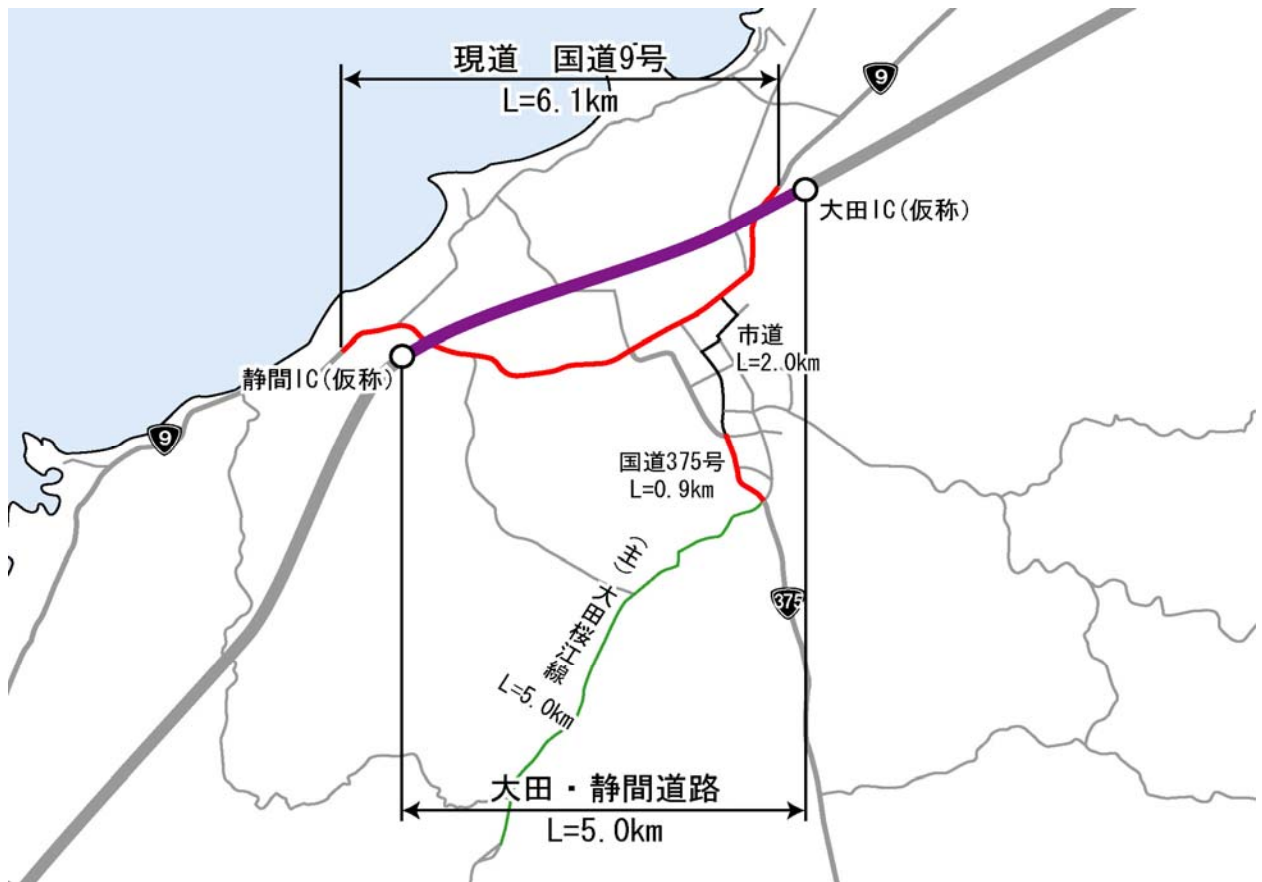 現道　国道9号
L=6.1km
9
大田IC(仮称)
市道
L=2.0km
静間IC(仮称)
9
国道375号
L=0.9km
(主)大田桜江線
L=5.0km
375
大田・静間道路
L=5.0km